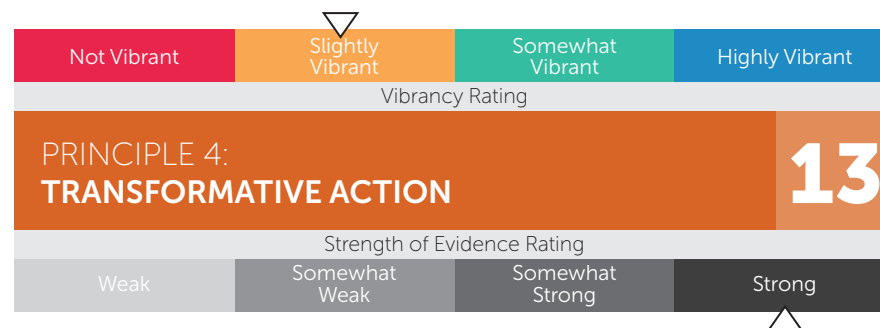 Not Vibrant
Slightly
Vibrant
Somewhat
Vibrant
Highly Vibrant
Vibrancy Rating
PRINCIPLE 4:
TRANSFORMATIVE ACTION
13
Strength of Evidence Rating
Weak
Somewhat
Weak
Somewhat
Strong
Strong